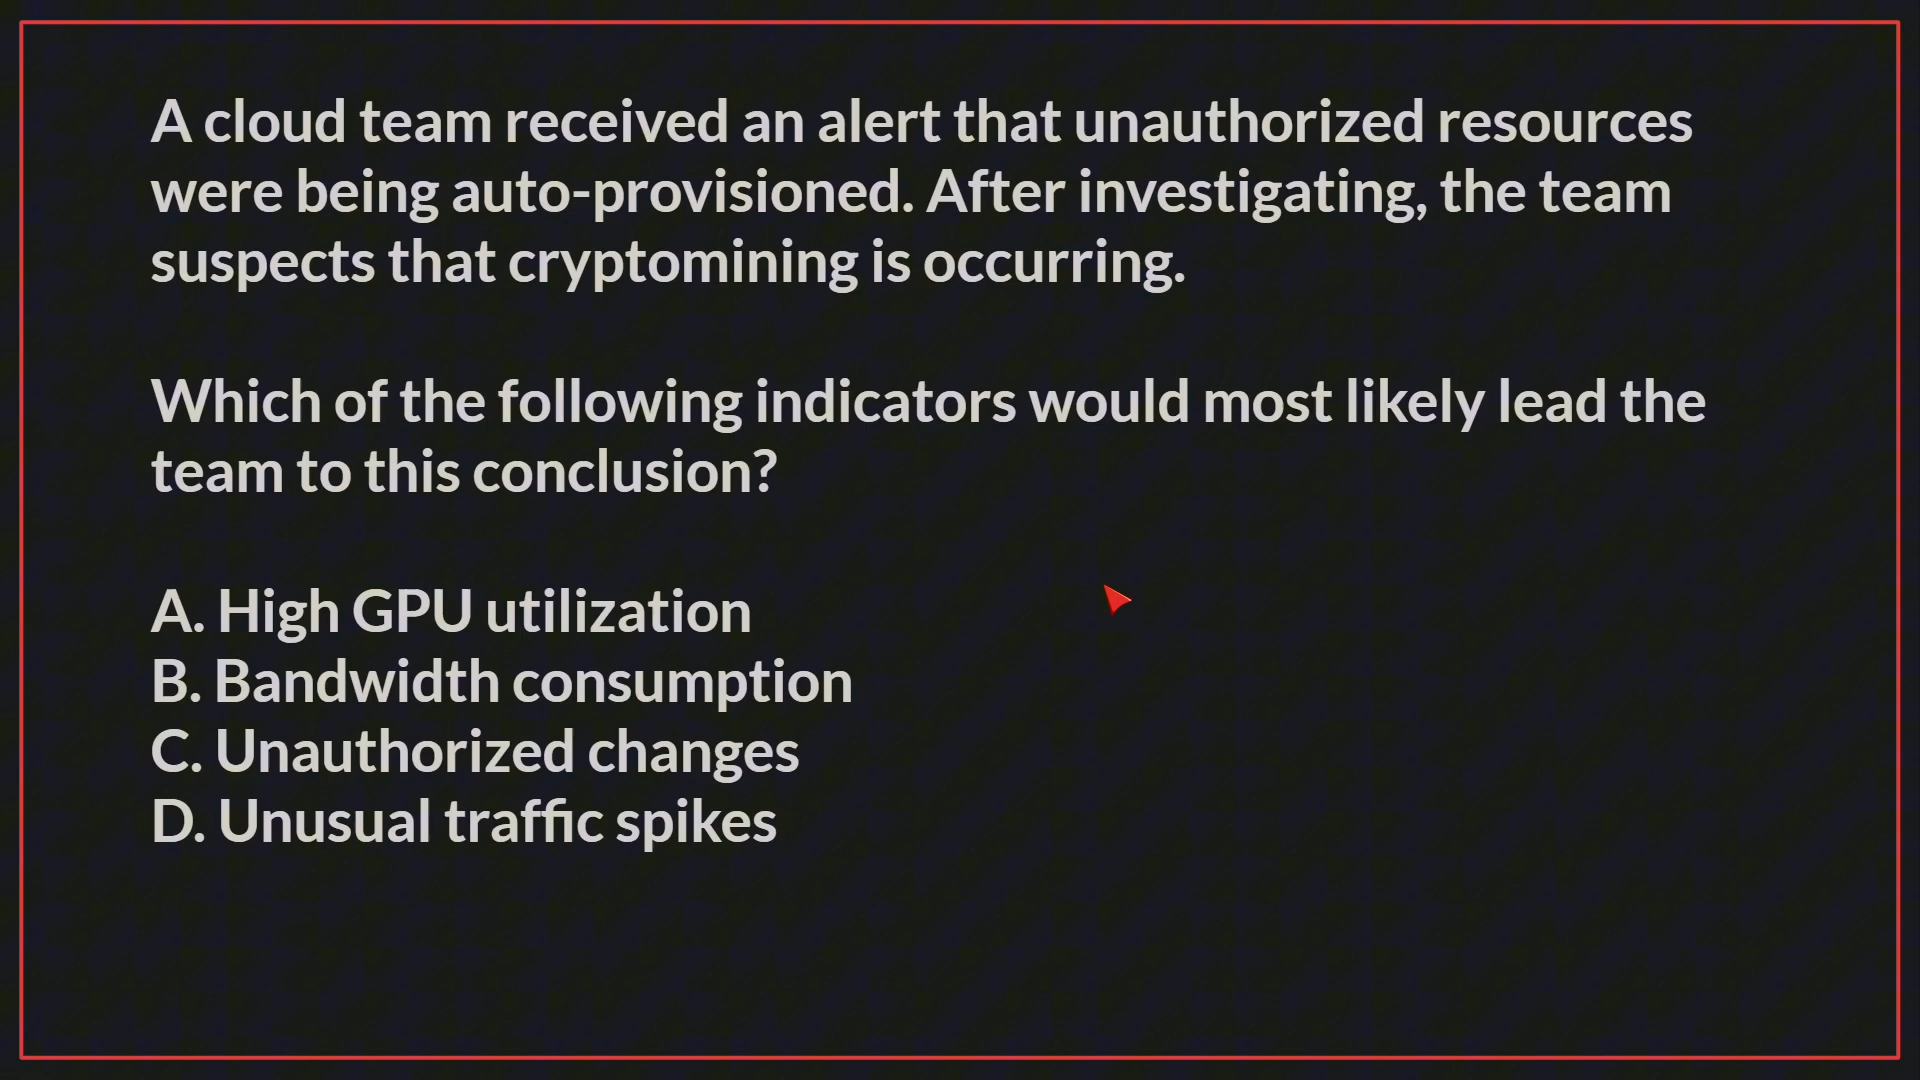 A cloud team received an alert that unauthorized resources
were being auto-provisioned. After investigating, the team
suspects that cryptomining is occurring.
Which of the following indicators would most likely lead the
team to this conclusion?
A. High GPU utilization
B. Bandwidth consumption
C. Unauthorized changes
D. Unusual traffic spikes